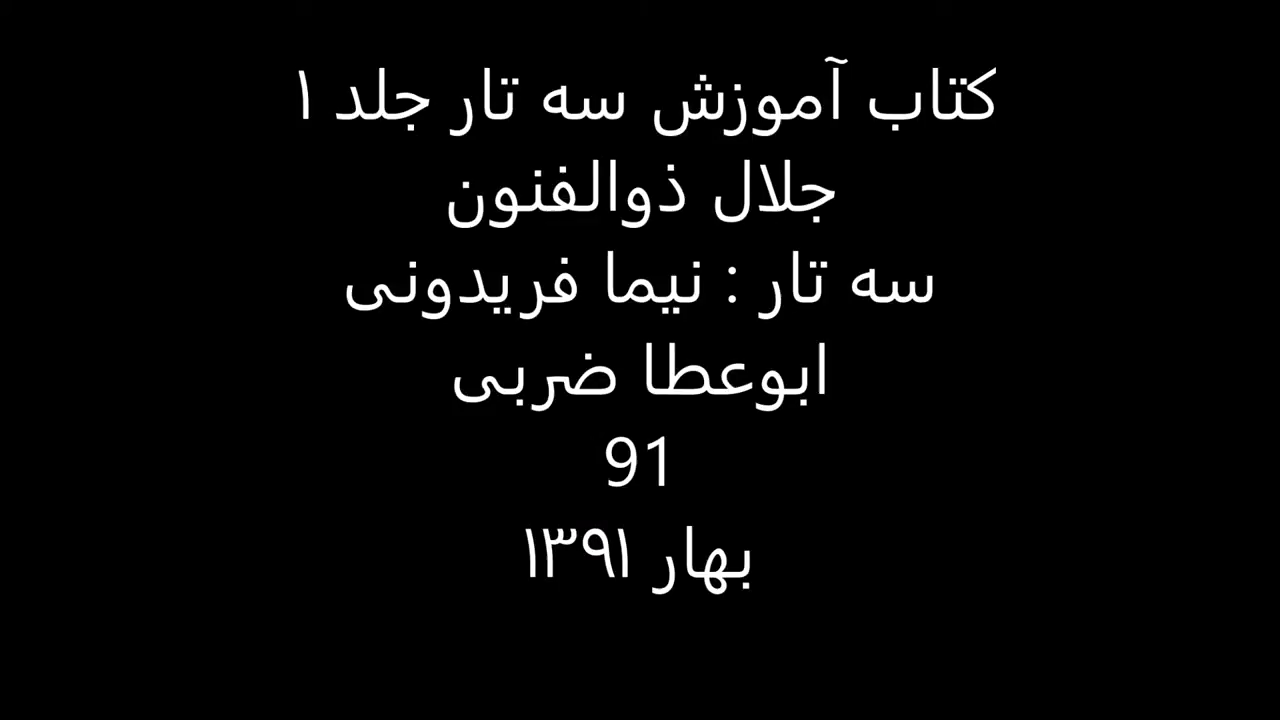 کتاب آموزش سه تار جلد ۱
جلال ذوالفنون
سه تار : نیما فریدونی
ابوعطا ضربی
91
بهار ۱۳۹۱